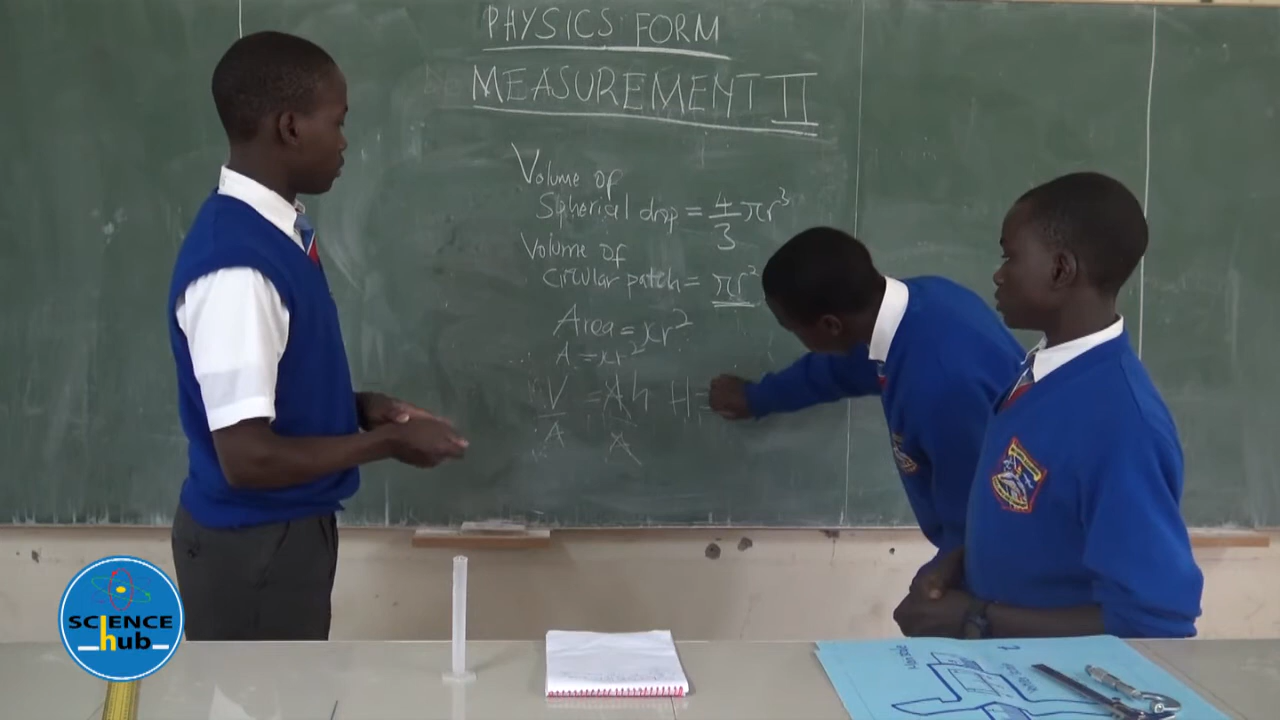 PHYSICS FORM
MEASUREMENT II
Volume of
Spherical drop = 4/3 πr³
Volume of
Circular patch = πr²
Area = πr²
A = πr²
V = Ah H =
A A
SCIENCE
hub